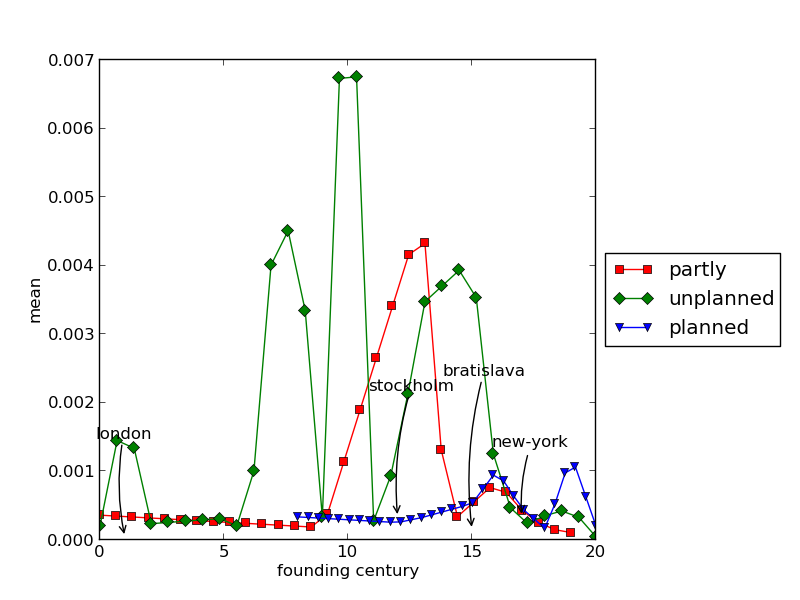 0.007
0.006
0.005
0.004
0.003
0.002
0.001
0.000
mean
london
stockholm
bratislava
new-york
0
5
10
15
20
founding century
partly
unplanned
planned